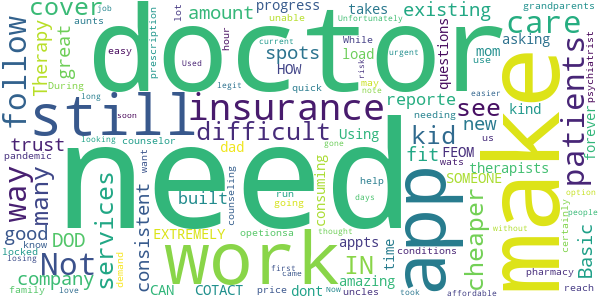 cover
aunts
job
takes
amount
existing
progress
unable
While
Unfortunately
lot
prescription
grandparents
care
follow
Therapy
During
great
easy
Used
hour
HOW
spots
load
current
risk
urgent
mom
use
asking
questions
easier
psychiatrist
doctor
still
insurance
quick
legit
may
note
reporte
see
new
needing
us
kind
patients
forever
trust
pandemic
long
soon
difficult
kid
Using
gone
fit
FEOM
wats
SOMEONE
therapists
make
way
many
looking
counselor
want
built
dad
counseling
consuming
need
app
cheaper
Basic
option
people
without
certainly
good
know
locked
losing
Not
DOD
services
consistent
EXTREMELY
opetionsa
run
going
thought
help
days
appts
time
conditions
amazing
uncles
took
available
company
family
love
demand
CAN
COTACT
work
first
came
price
dont
Now
IN
pharmacy
reach